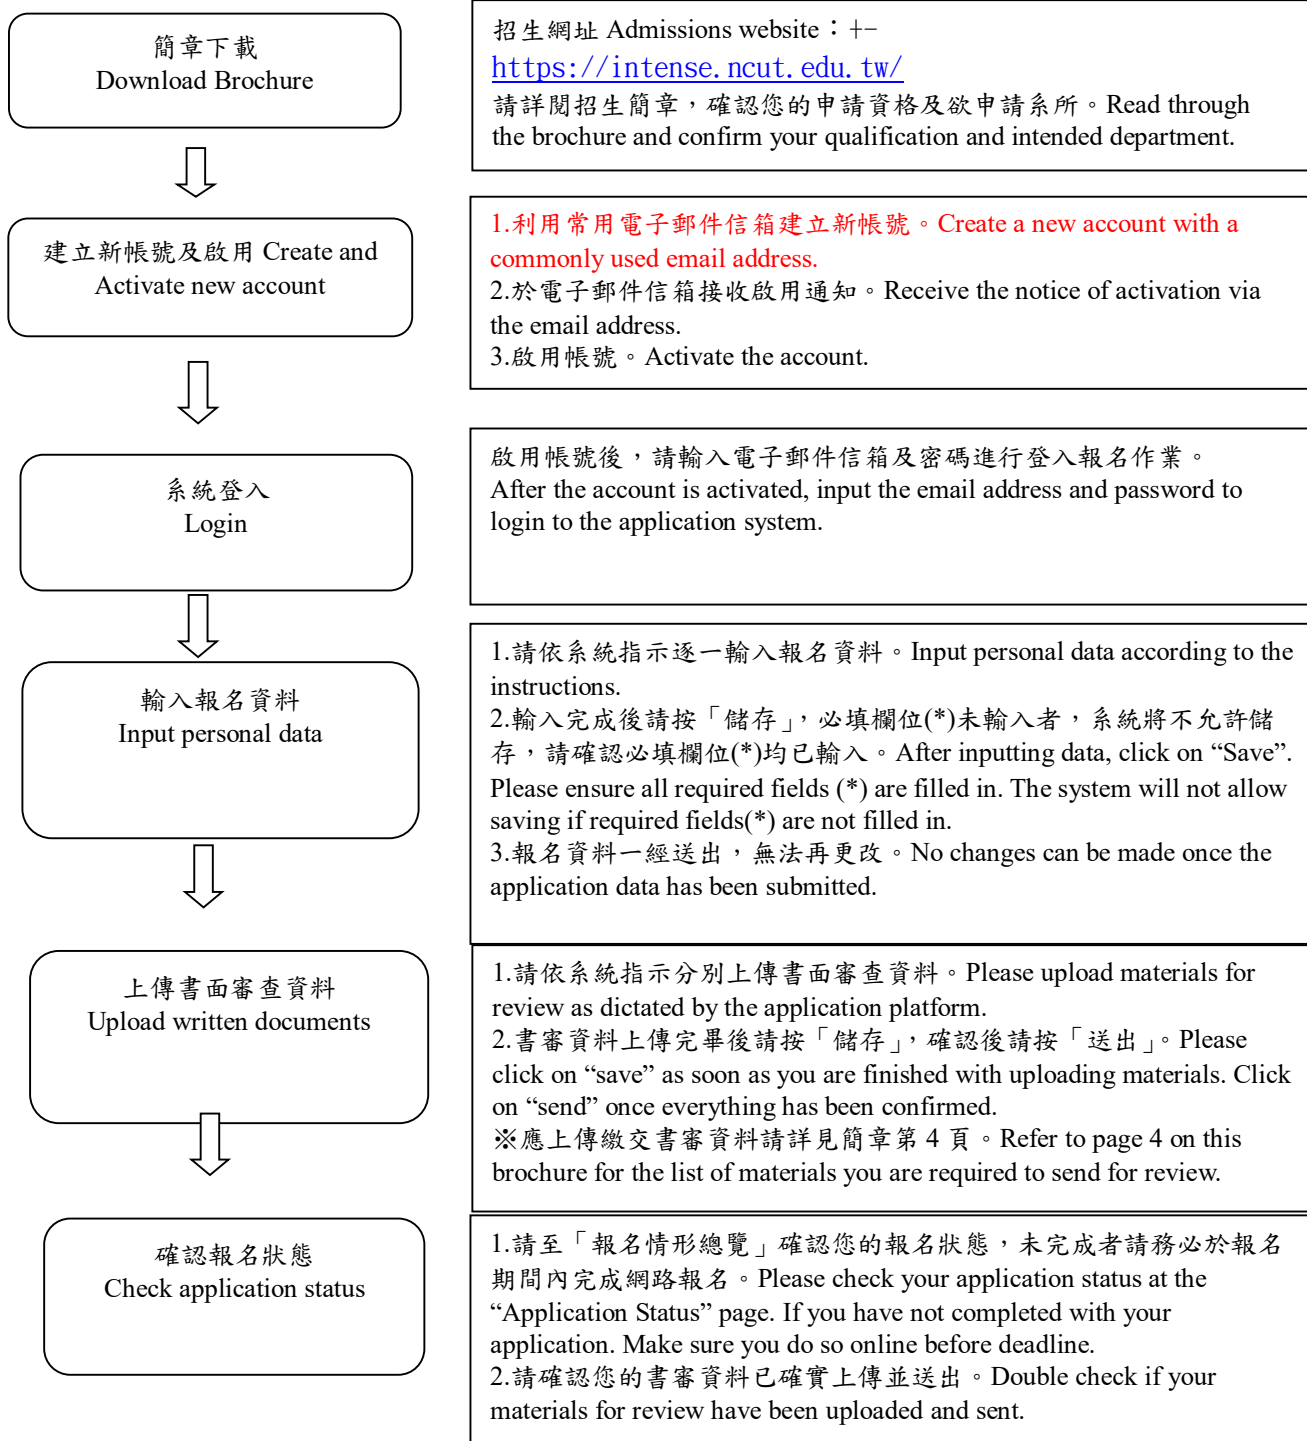 簡章下載
Download Brochure
招生網址 Admissions website：+-
https://intense.ncut.edu.tw/
請詳閱招生簡章，確認您的申請資格及欲申請系所。Read through
the brochure and confirm your qualification and intended department.
建立新帳號及啟用 Create and
Activate new account
1.利用常用電子郵件信箱建立新帳號。Create a new account with a
commonly used email address.
2.於電子郵件信箱接收啟用通知。Receive the notice of activation via
the email address.
3.啟用帳號。Activate the account.
系統登入
Login
啟用帳號後，請輸入電子郵件信箱及密碼進行登入報名作業。
After the account is activated, input the email address and password to
login to the application system.
輸入報名資料
Input personal data
1.請依系統指示逐一輸入報名資料。Input personal data according to the
instructions.
2.輸入完成後請按「儲存」，必填欄位(*)未輸入者，系統將不允許儲
存，請確認必填欄位(*)均已輸入。After inputting data, click on “Save”.
Please ensure all required fields (*) are filled in. The system will not allow
saving if required fields(*) are not filled in.
3.報名資料一經送出，無法再更改。No changes can be made once the
application data has been submitted.
上傳書面審查資料
Upload written documents
1.請依系統指示分別上傳書面審查資料。Please upload materials for
review as dictated by the application platform.
2.書審資料上傳完畢後請按「儲存」，確認後請按「送出」。Please
click on “save” as soon as you are finished with uploading materials. Click
on “send” once everything has been confirmed.
※應上傳繳交書審資料請詳見簡章第 4 頁。Refer to page 4 on this
brochure for the list of materials you are required to send for review.
確認報名狀態
Check application status
1.請至「報名情形總覽」確認您的報名狀態，未完成者請務必於報名
期間內完成網路報名。Please check your application status at the
“Application Status” page. If you have not completed with your
application. Make sure you do so online before deadline.
2.請確認您的書審資料已確實上傳並送出。Double check if your
materials for review have been uploaded and sent.